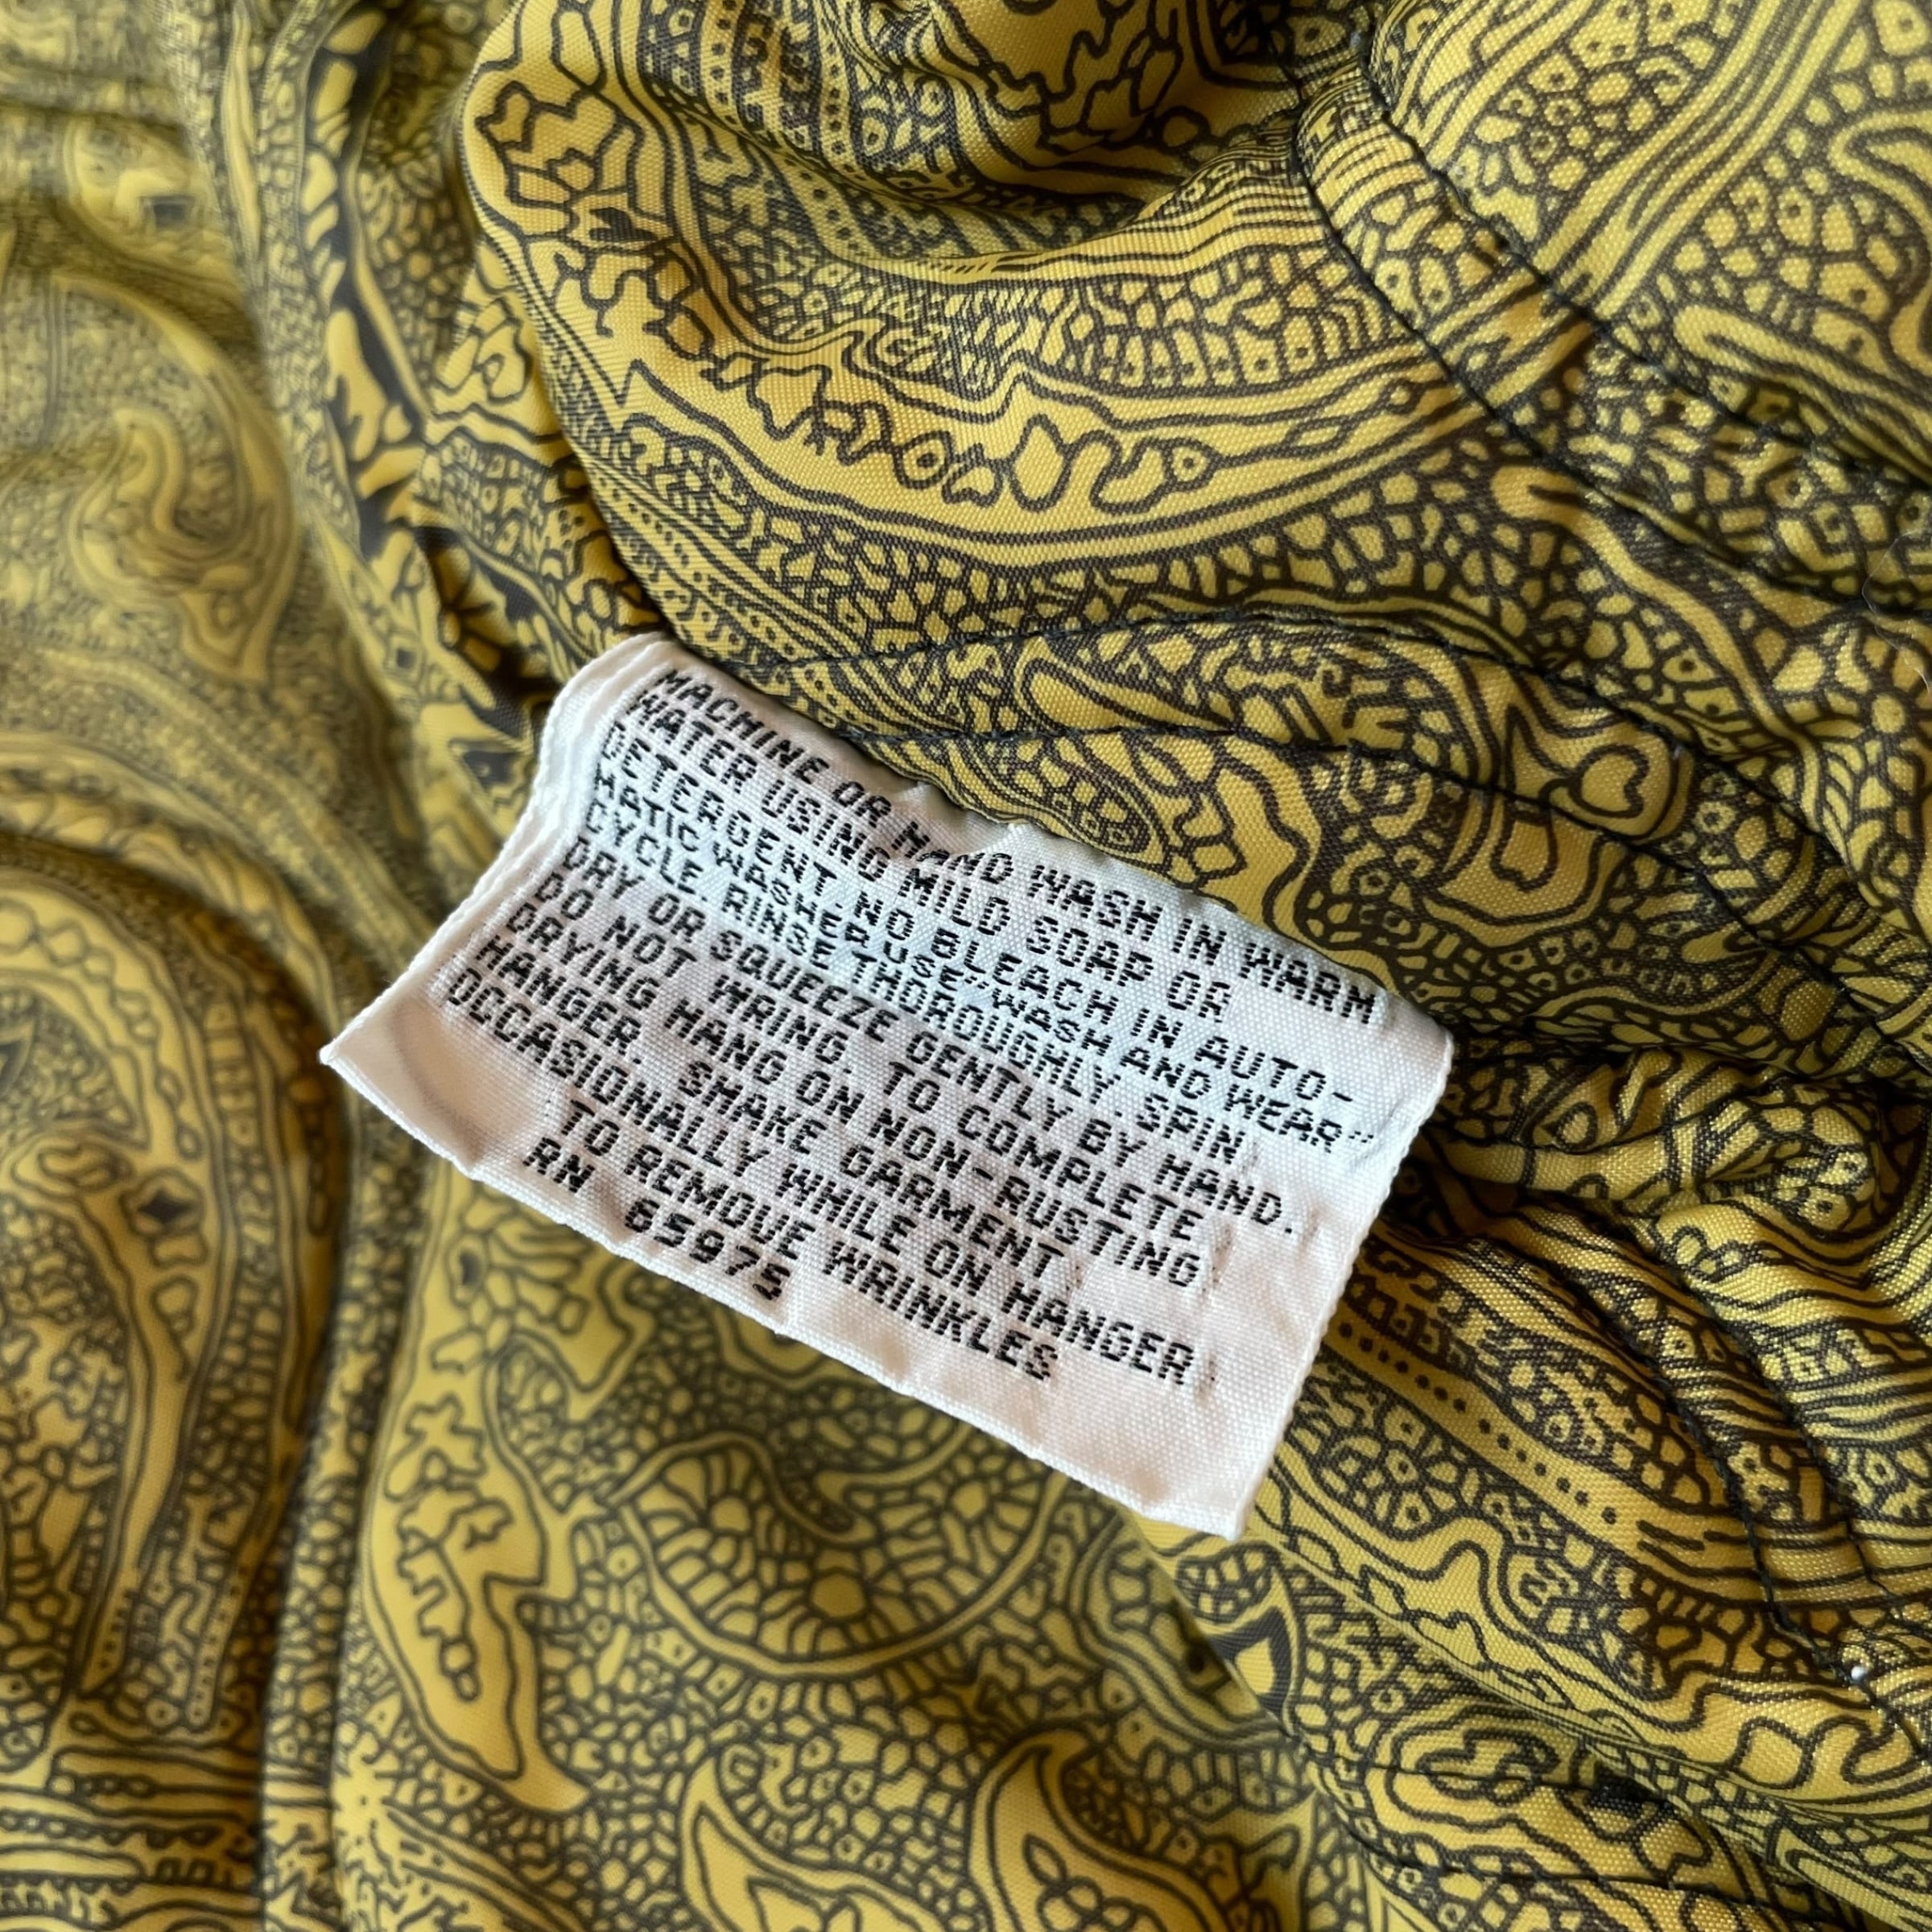 MACHINE OR HAND WASH IN WARM
WATER USING MILD SOAP OR
DETERGENT. NO BLEACH IN AUTO-
MATIC WASHER USE "WASH AND WEAR"
CYCLE. RINSE THOROUGHLY. SPIN
DRY OR SQUEEZE GENTLY BY HAND.
DO NOT WRING. TO COMPLETE
DRYING HANG ON NON-RUSTING
HANGER. SHAKE GARMENT
OCCASIONALLY WHILE ON HANGER
TO REMOVE WRINKLES
RN 65975